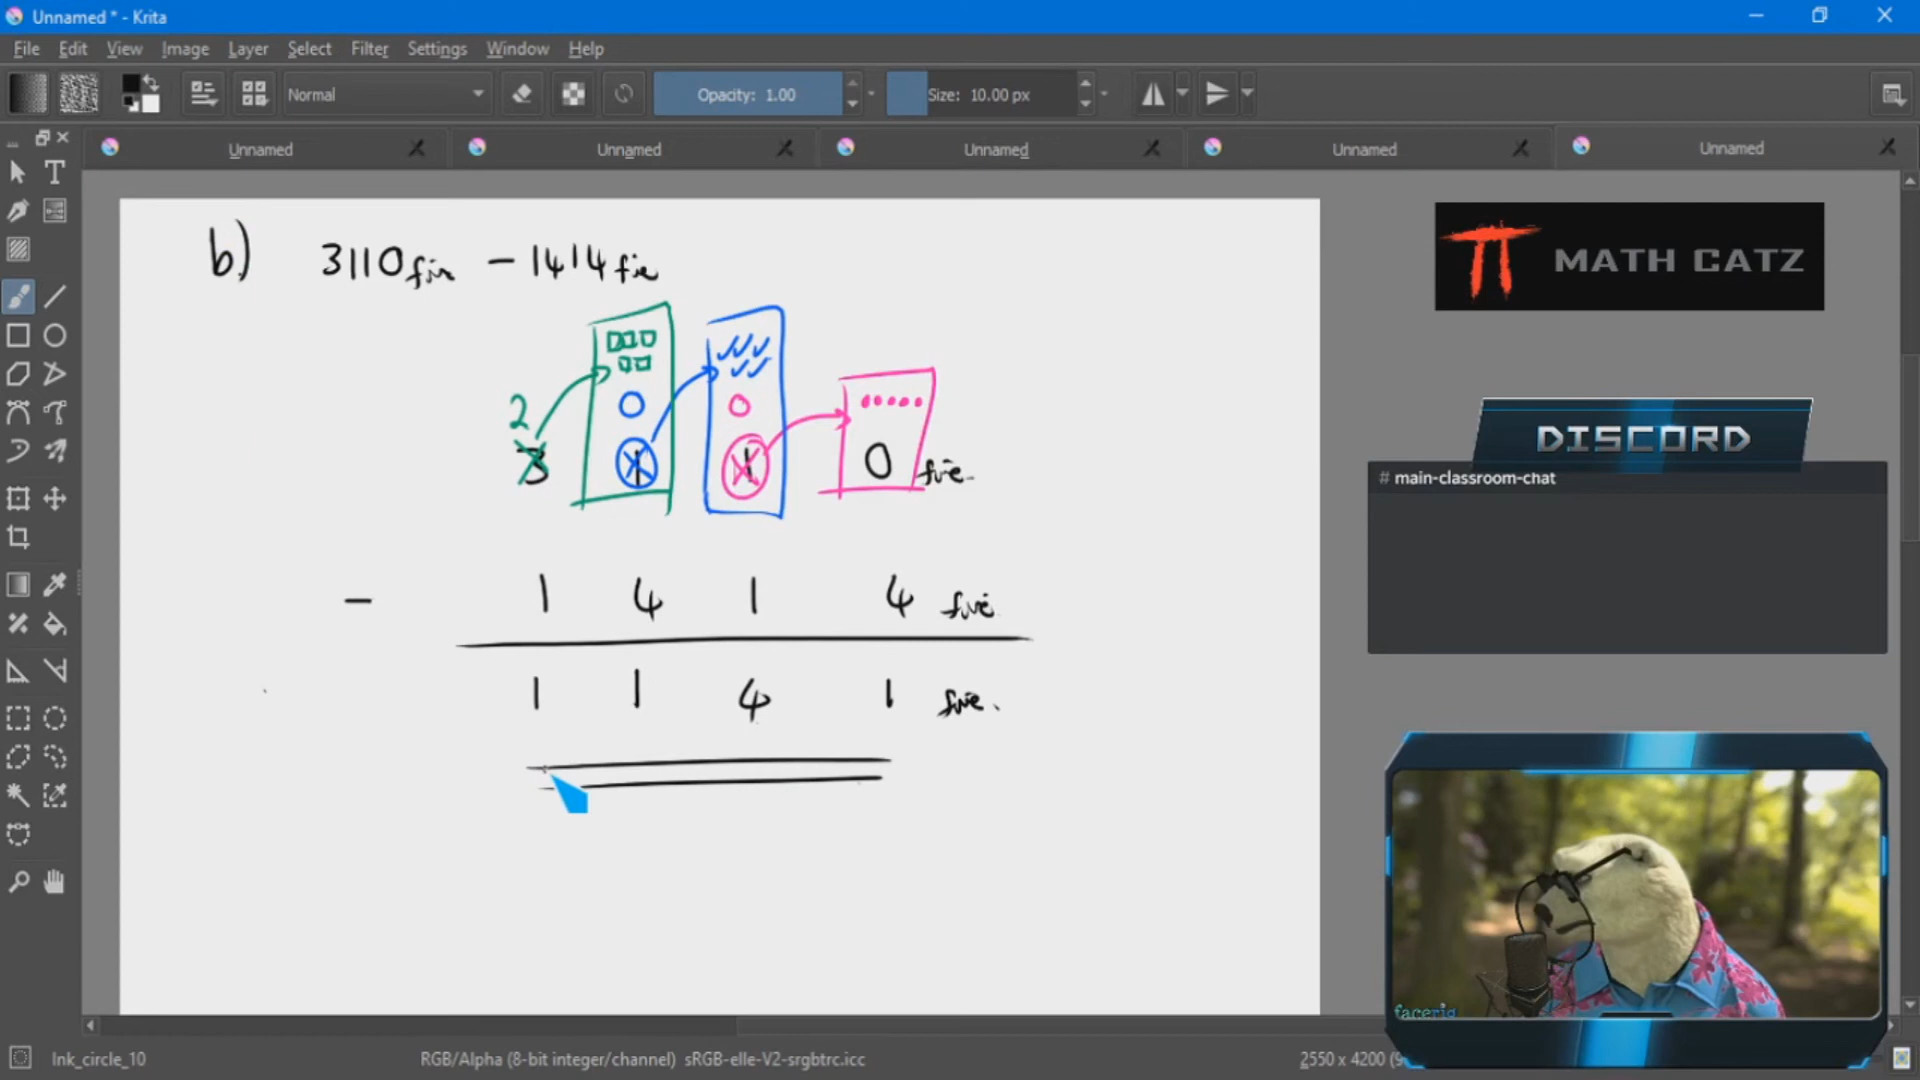 Unnamed * - Krita
File Edit View Image Layer Select Filter Settings Window Help
Normal Opacity: 1.00 Size: 10.00 px
Unnamed Unnamed Unnamed Unnamed Unnamed
b) 3110five - 1414five
2
3 1 1 0 five
- 1 4 1 4 five
1 1 4 1 five.
MATH CATZ
DISCORD
# main-classroom-chat
facerig
Ink_circle_10 RGB/Alpha (8-bit integer/channel) sRGB-elle-V2-srgbtrc.icc 2550 x 4200